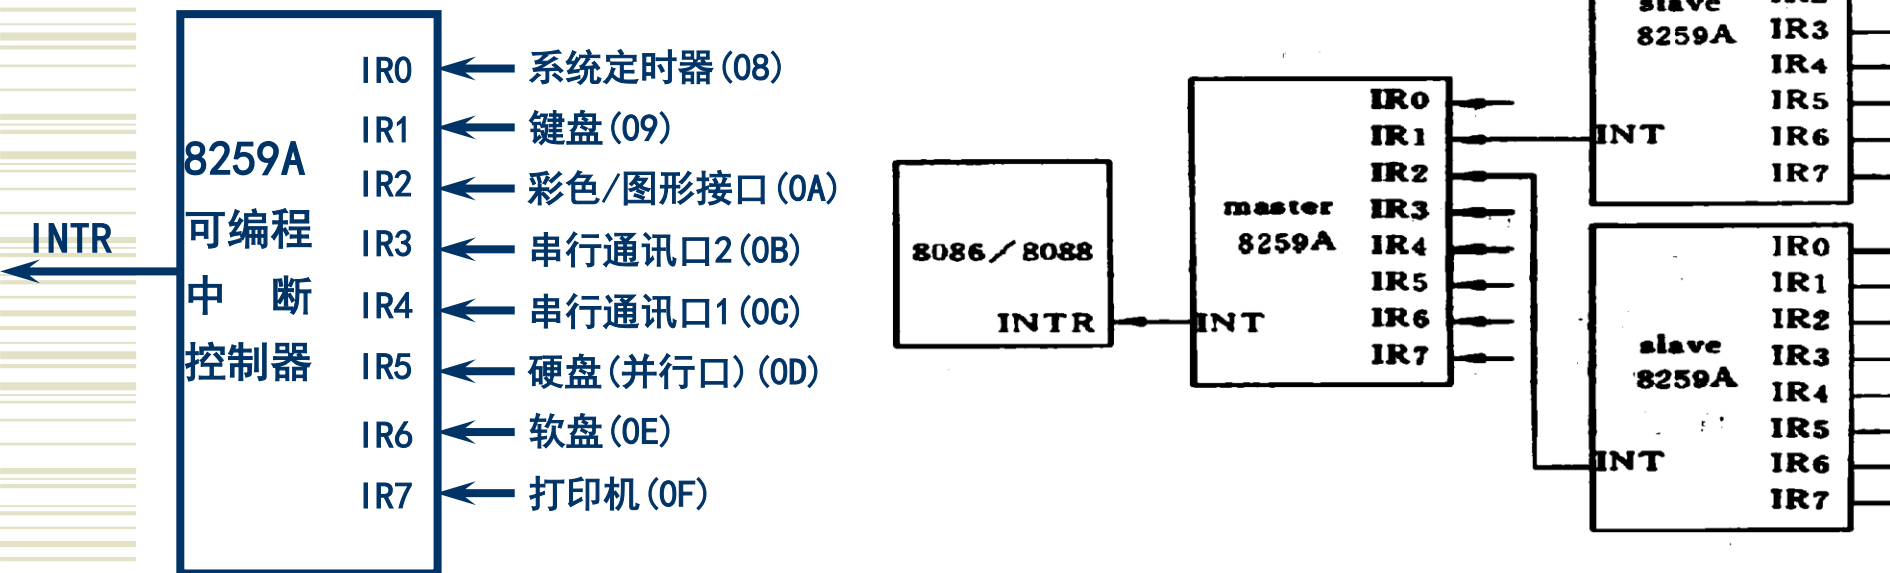 IR0 系统定时器(08)
IR1 键盘(09)
8259A
IR2 彩色/图形接口(0A)
可编程
INTR
IR3 串行通讯口2(0B)
中 断
IR4 串行通讯口1(0C)
控制器
IR5 硬盘(并行口)(0D)
IR6 软盘(0E)
IR7 打印机(0F)
8086/8088
INTR
master
8259A
INT
IR0
IR1
IR2
IR3
IR4
IR5
IR6
IR7
slave
8259A
INT
IR3
IR4
IR5
IR6
IR7
slave
8259A
INT
IR0
IR1
IR2
IR3
IR4
IR5
IR6
IR7